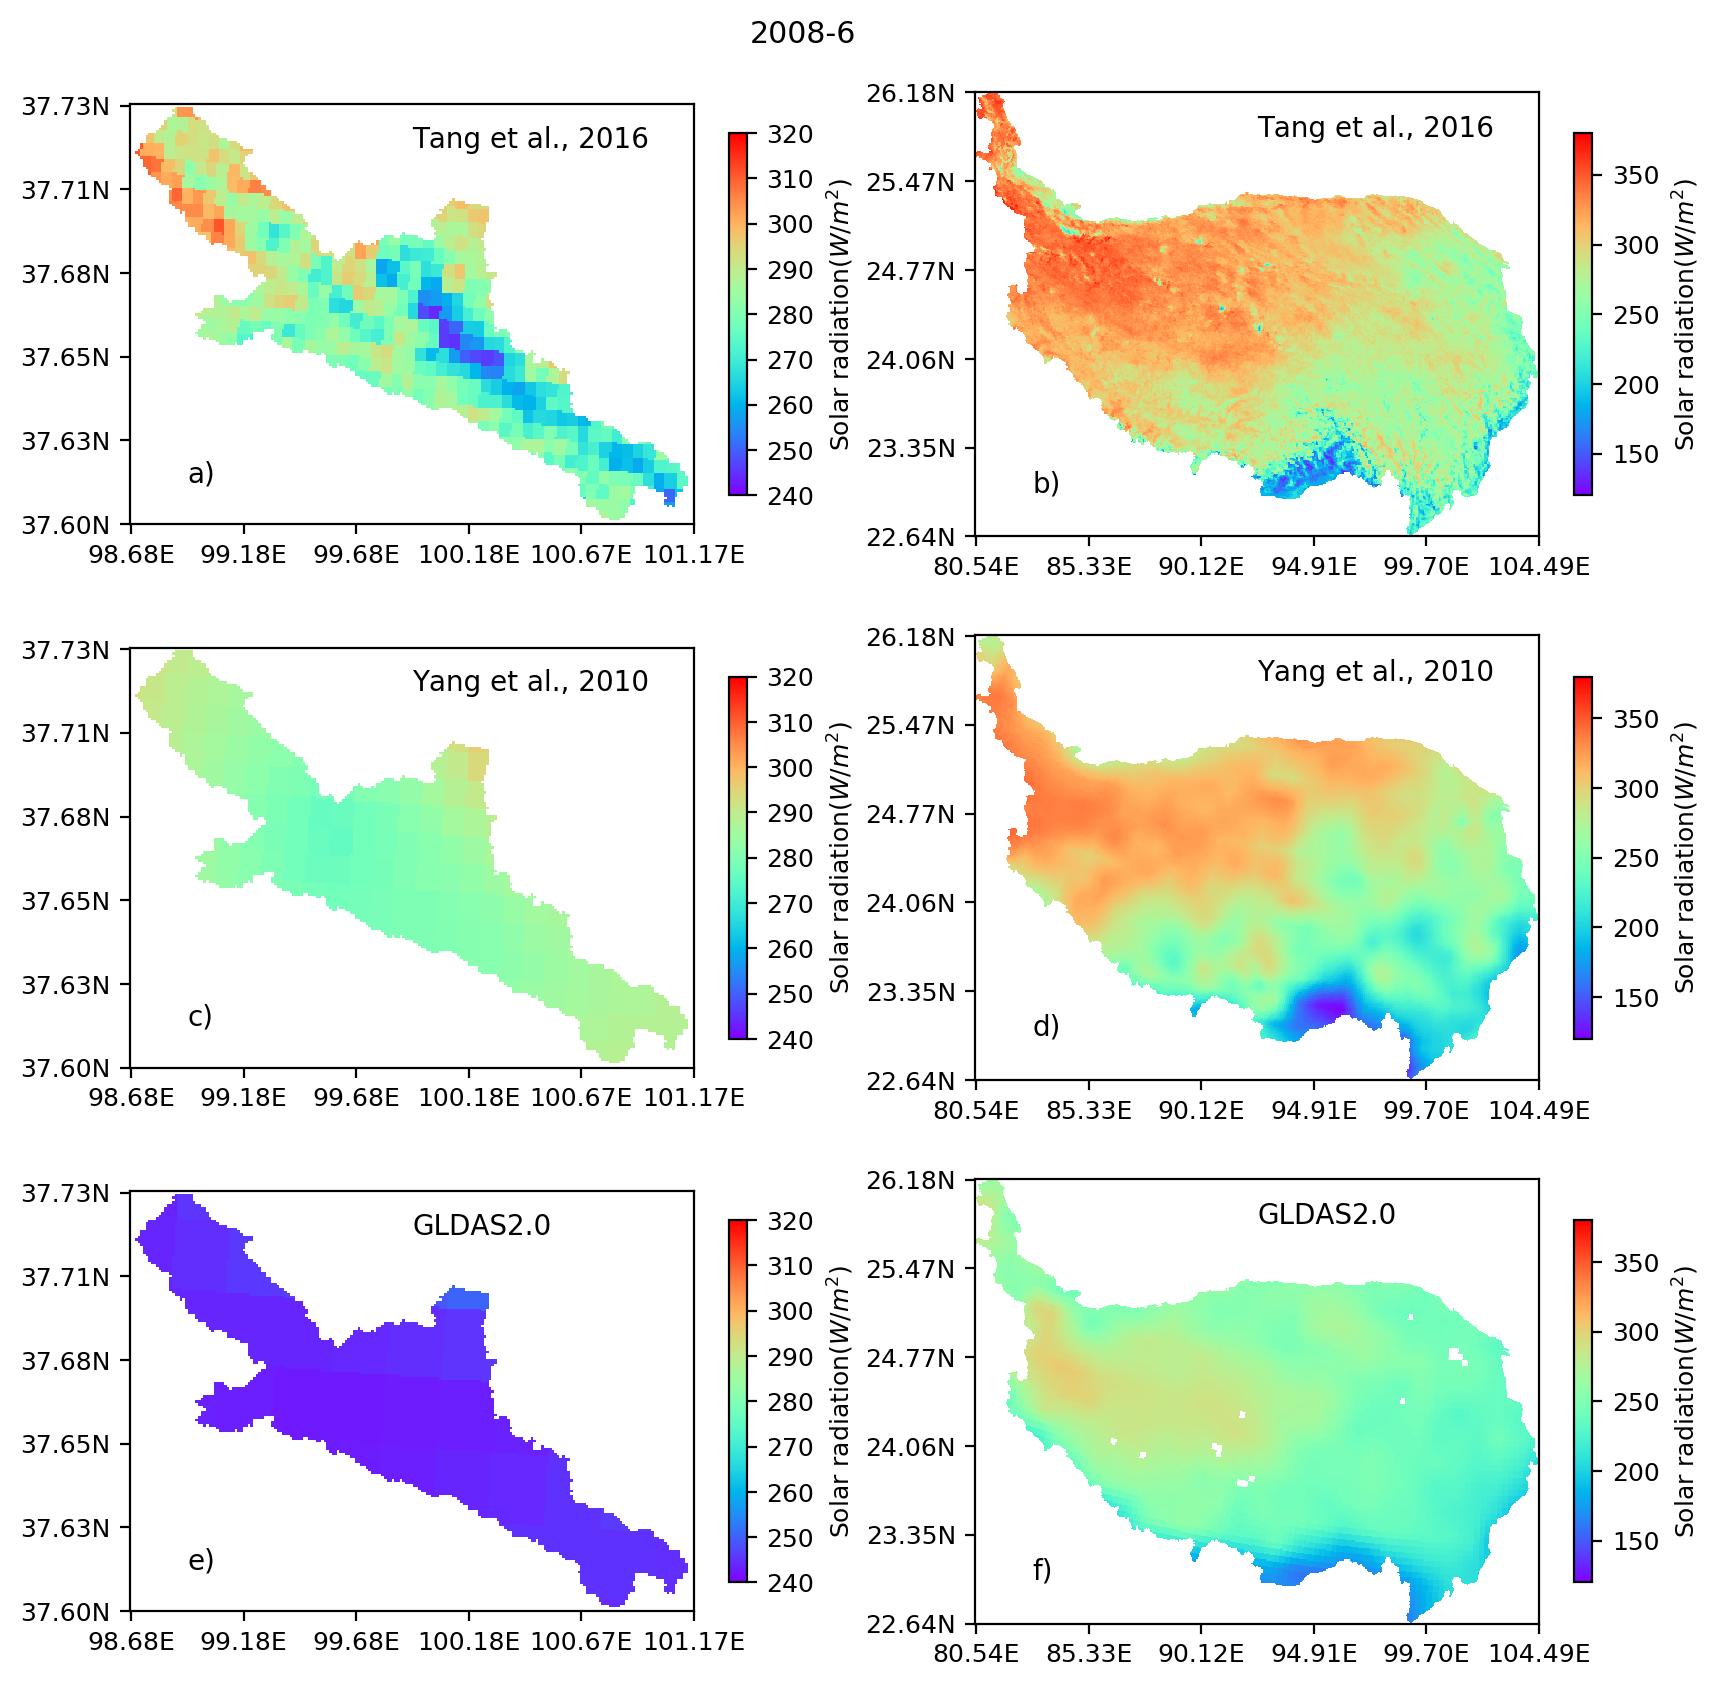 2008-6
37.73N
37.71N
37.68N
37.65N
37.63N
37.60N
98.68E 99.18E 99.68E 100.18E 100.67E 101.17E
Tang et al., 2016
a)
320
310
300
290
280
270
260
250
240
Solar radiation(W/m²)
26.18N
25.47N
24.77N
24.06N
23.35N
22.64N
80.54E 85.33E 90.12E 94.91E 99.70E 104.49E
Tang et al., 2016
b)
350
300
250
200
150
Solar radiation(W/m²)
37.73N
37.71N
37.68N
37.65N
37.63N
37.60N
98.68E 99.18E 99.68E 100.18E 100.67E 101.17E
Yang et al., 2010
c)
320
310
300
290
280
270
260
250
240
Solar radiation(W/m²)
26.18N
25.47N
24.77N
24.06N
23.35N
22.64N
80.54E 85.33E 90.12E 94.91E 99.70E 104.49E
Yang et al., 2010
d)
350
300
250
200
150
Solar radiation(W/m²)
37.73N
37.71N
37.68N
37.65N
37.63N
37.60N
98.68E 99.18E 99.68E 100.18E 100.67E 101.17E
GLDAS2.0
e)
320
310
300
290
280
270
260
250
240
Solar radiation(W/m²)
26.18N
25.47N
24.77N
24.06N
23.35N
22.64N
80.54E 85.33E 90.12E 94.91E 99.70E 104.49E
GLDAS2.0
f)
350
300
250
200
150
Solar radiation(W/m²)